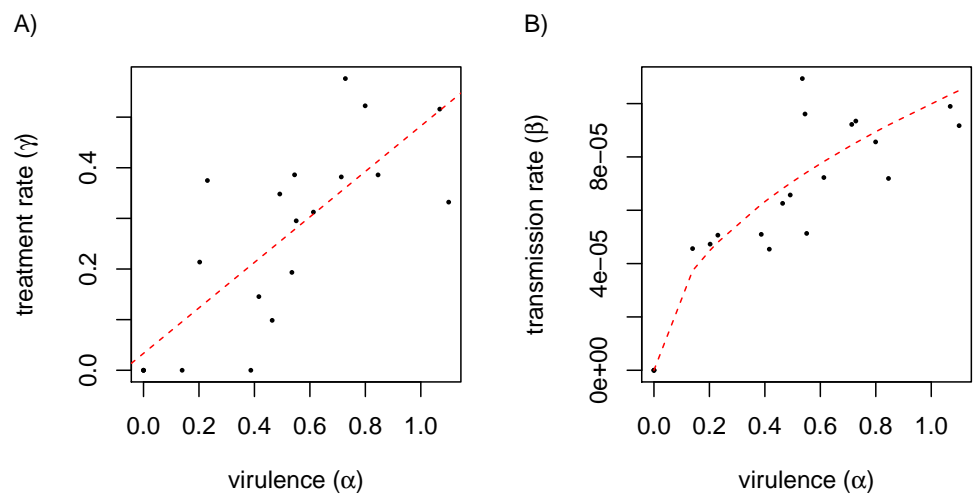 A)
treatment rate (γ)
0.0 0.2 0.4
0.0 0.2 0.4 0.6 0.8 1.0
virulence (α)
B)
transmission rate (β)
0e+00 4e-05 8e-05
0.0 0.2 0.4 0.6 0.8 1.0
virulence (α)